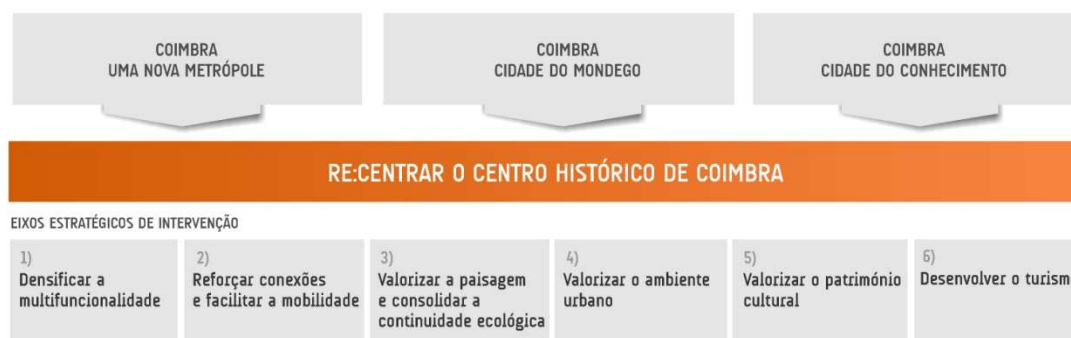 COIMBRA
UMA NOVA METRÓPOLE
COIMBRA
CIDADE DO MONDEGO
COIMBRA
CIDADE DO CONHECIMENTO
RE:CENTRAR O CENTRO HISTÓRICO DE COIMBRA
EIXOS ESTRATÉGICOS DE INTERVENÇÃO
1)
Densificar a
multifuncionalidade
2)
Reforçar conexões
e facilitar a mobilidade
3)
Valorizar a paisagem
e consolidar a
continuidade ecológica
4)
Valorizar o ambiente
urbano
5)
Valorizar o património
cultural
6)
Desenvolver o turism